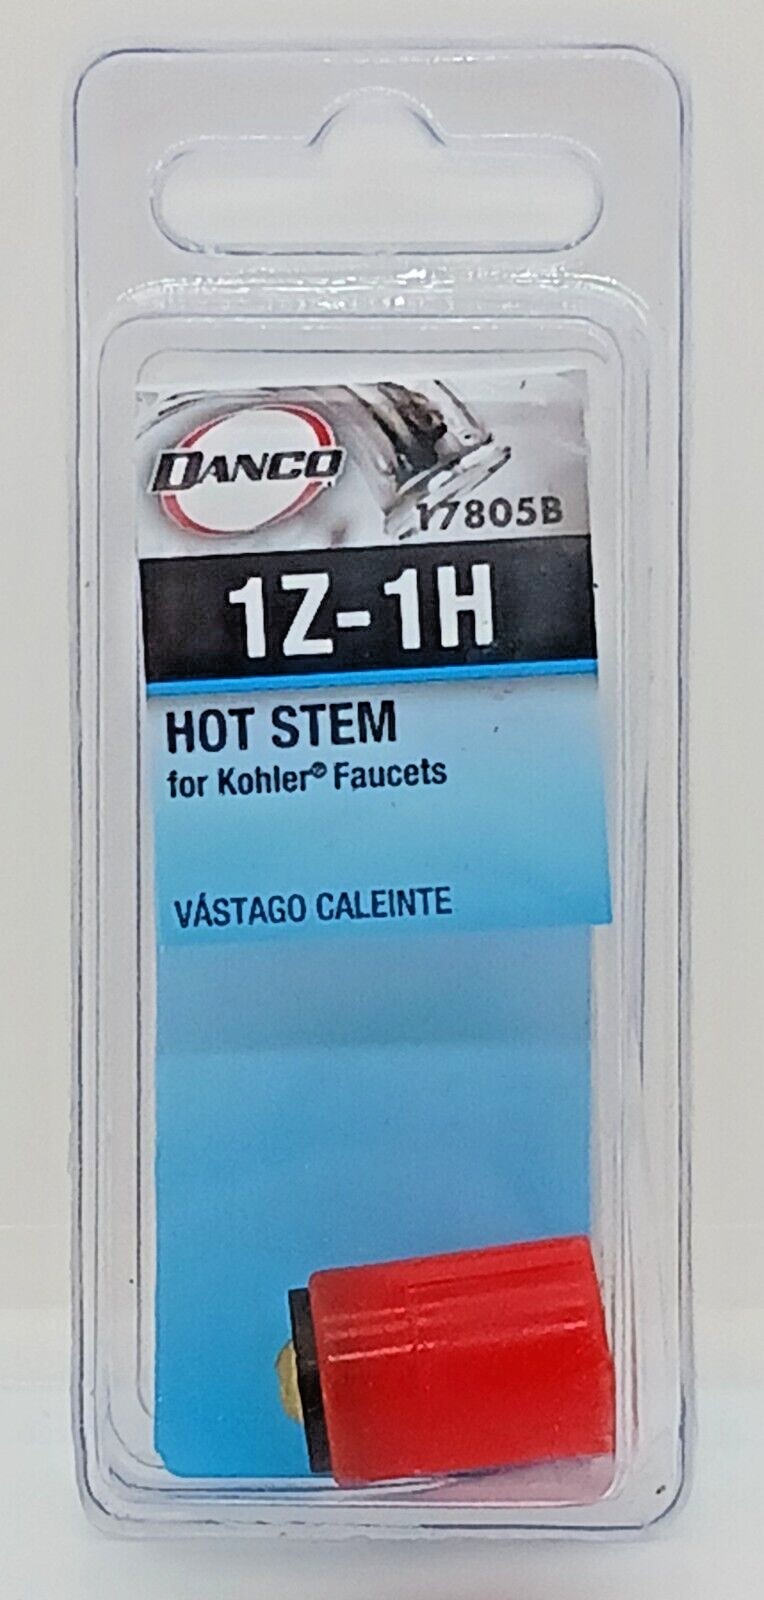 DANCO
17805B
1Z-1H
HOT STEM
for Kohler® Faucets
VÁSTAGO CALEINTE